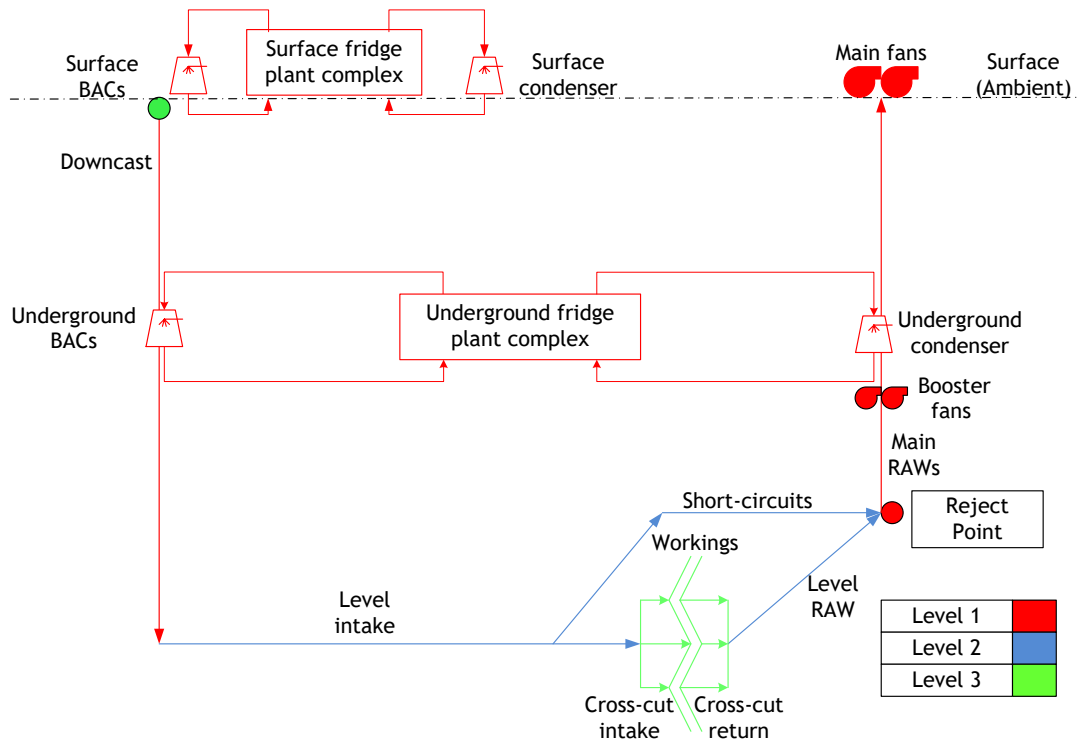 Surface
BACs
Surface fridge
plant complex
Surface
condenser
Main fans
Surface
(Ambient)
Downcast
Underground
BACs
Underground fridge
plant complex
Underground
condenser
Booster
fans
Main
RAWs
Short-circuits
Reject
Point
Workings
Level
intake
Level
RAW
Cross-cut
intake
Cross-cut
return
Level 1
Level 2
Level 3